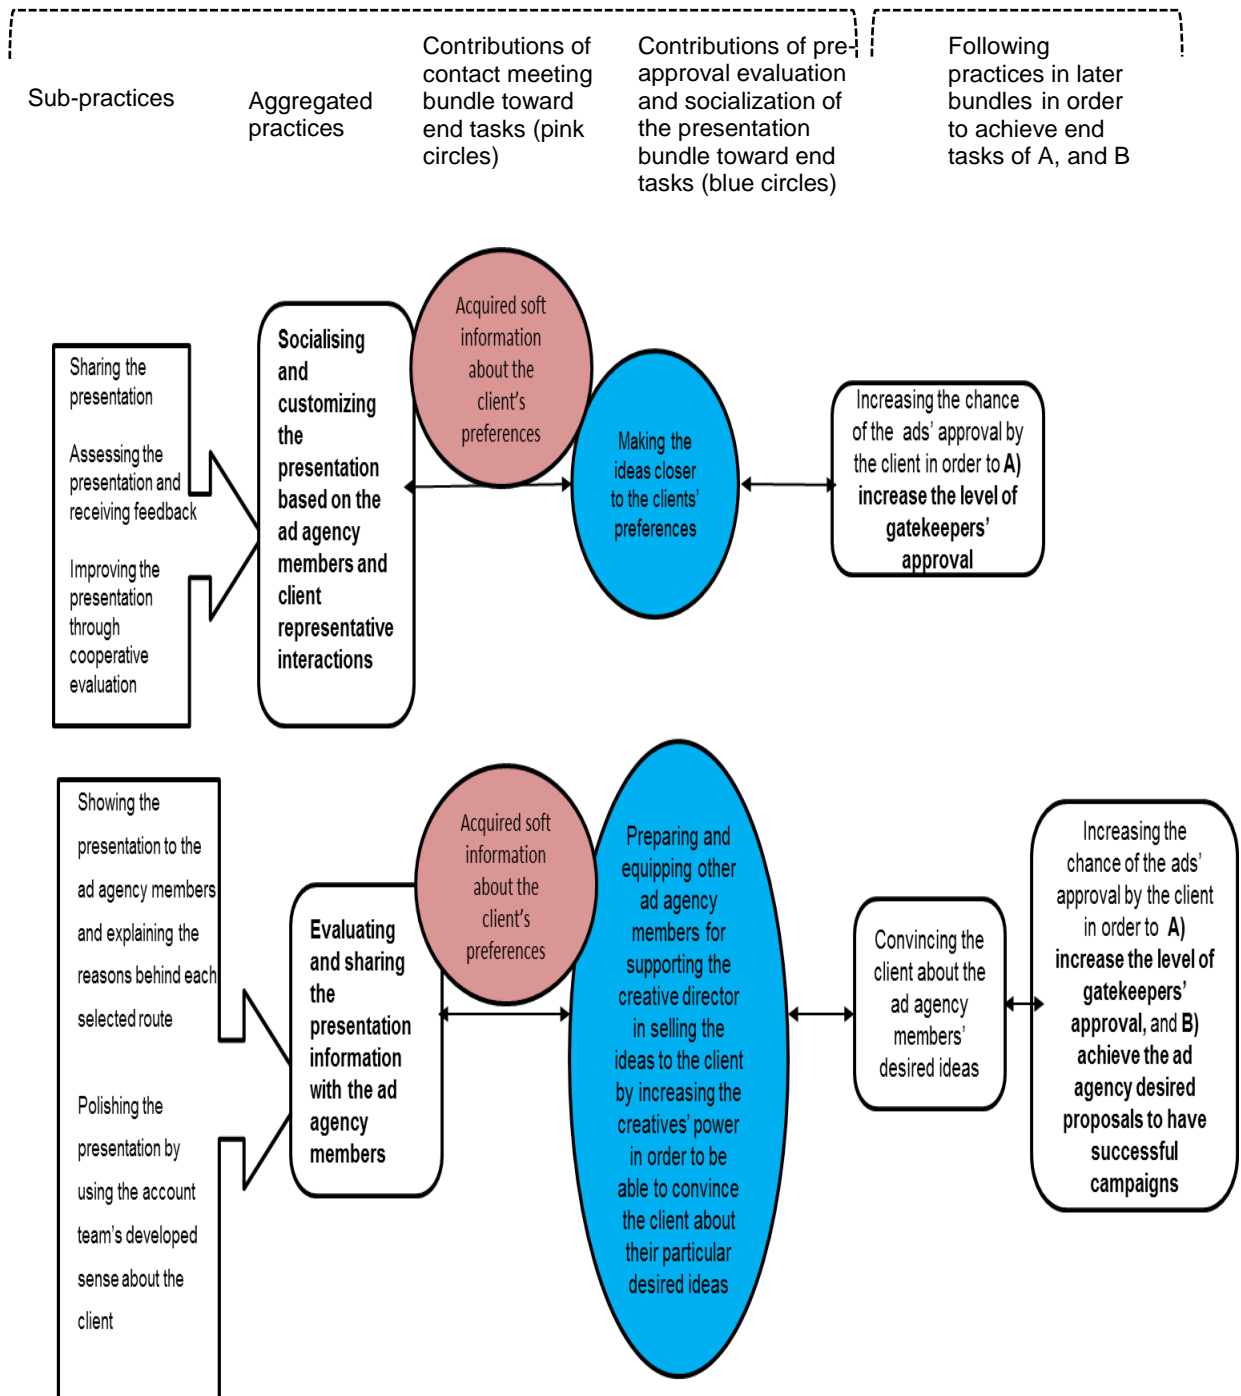 Sub-practices
Aggregated
practices
Contributions of
contact meeting
bundle toward
end tasks (pink
circles)
Contributions of pre-
approval evaluation
and socialization of
the presentation
bundle toward end
tasks (blue circles)
Following
practices in later
bundles in order
to achieve end
tasks of A, and B
Sharing the
presentation
Assessing the
presentation and
receiving feedback
Improving the
presentation
through
cooperative
evaluation
Socialising
and
customizing
the
presentation
based on the
ad agency
members and
client
representative
interactions
Acquired soft
information
about the
client's
preferences
Making the
ideas closer
to the clients'
preferences
Increasing the chance
of the ads' approval by
the client in order to A)
increase the level of
gatekeepers'
approval
Showing the
presentation to the
ad agency members
and explaining the
reasons behind each
selected route
Polishing the
presentation by
using the account
team's developed
sense about the
client
Evaluating
and sharing
the
presentation
information
with the ad
agency
members
Acquired soft
information
about the
client's
preferences
Preparing and
equipping other
ad agency
members for
supporting the
creative director
in selling the
ideas to the client
by increasing the
creatives' power
in order to be
able to convince
the client about
their particular
desired ideas
Convincing the
client about the
ad agency
members'
desired ideas
Increasing the
chance of the ads'
approval by the client
in order to A)
increase the level of
gatekeepers'
approval, and B)
achieve the ad
agency desired
proposals to have
successful
campaigns